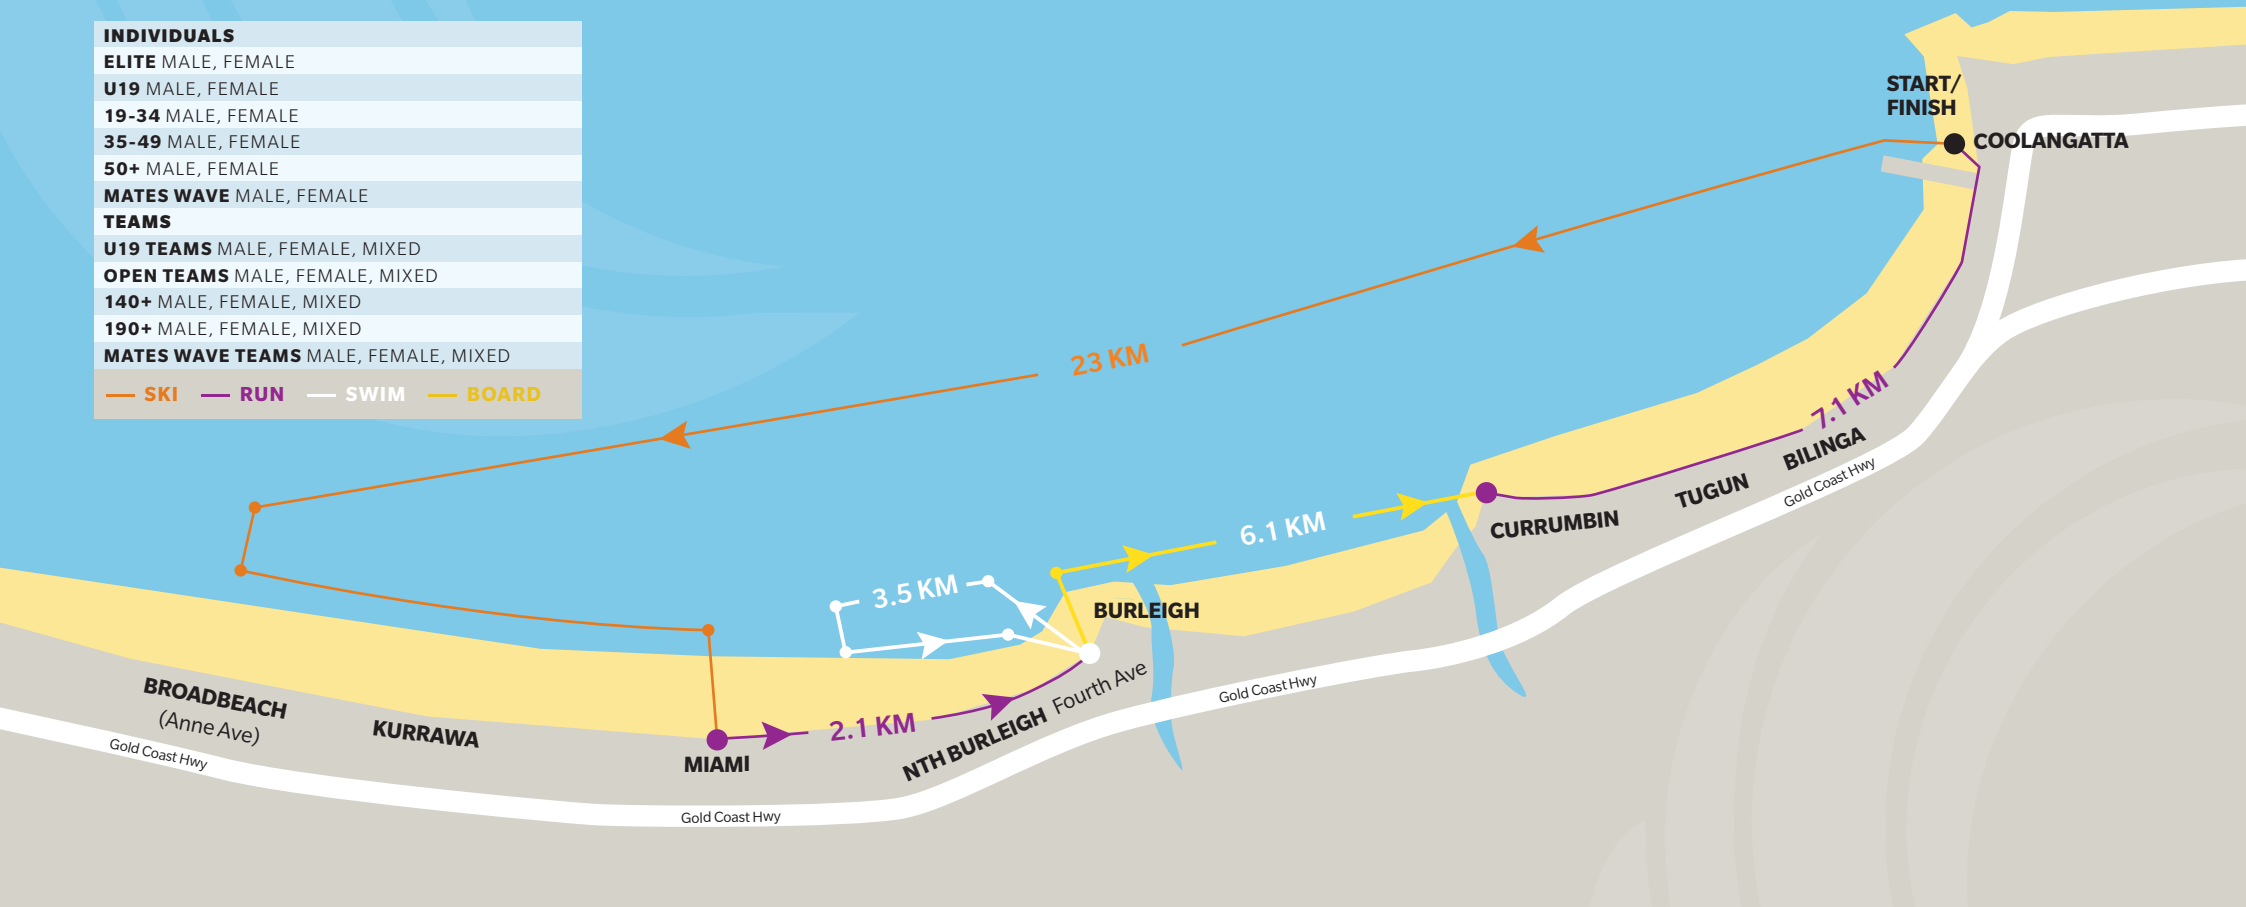 INDIVIDUALS
ELITE MALE, FEMALE
U19 MALE, FEMALE
19-34 MALE, FEMALE
35-49 MALE, FEMALE
50+ MALE, FEMALE
MATES WAVE MALE, FEMALE
TEAMS
U19 TEAMS MALE, FEMALE, MIXED
OPEN TEAMS MALE, FEMALE, MIXED
140+ MALE, FEMALE, MIXED
190+ MALE, FEMALE, MIXED
MATES WAVE TEAMS MALE, FEMALE, MIXED
SKI RUN SWIM BOARD
START/
FINISH
COOLANGATTA
23 KM
7.1 KM
BILINGA
Gold Coast Hwy
TUGUN
CURRUMBIN
6.1 KM
3.5 KM
BURLEIGH
Fourth Ave
Gold Coast Hwy
NTH BURLEIGH
2.1 KM
MIAMI
KURRAWA
BROADBEACH
(Anne Ave)
Gold Coast Hwy
Gold Coast Hwy